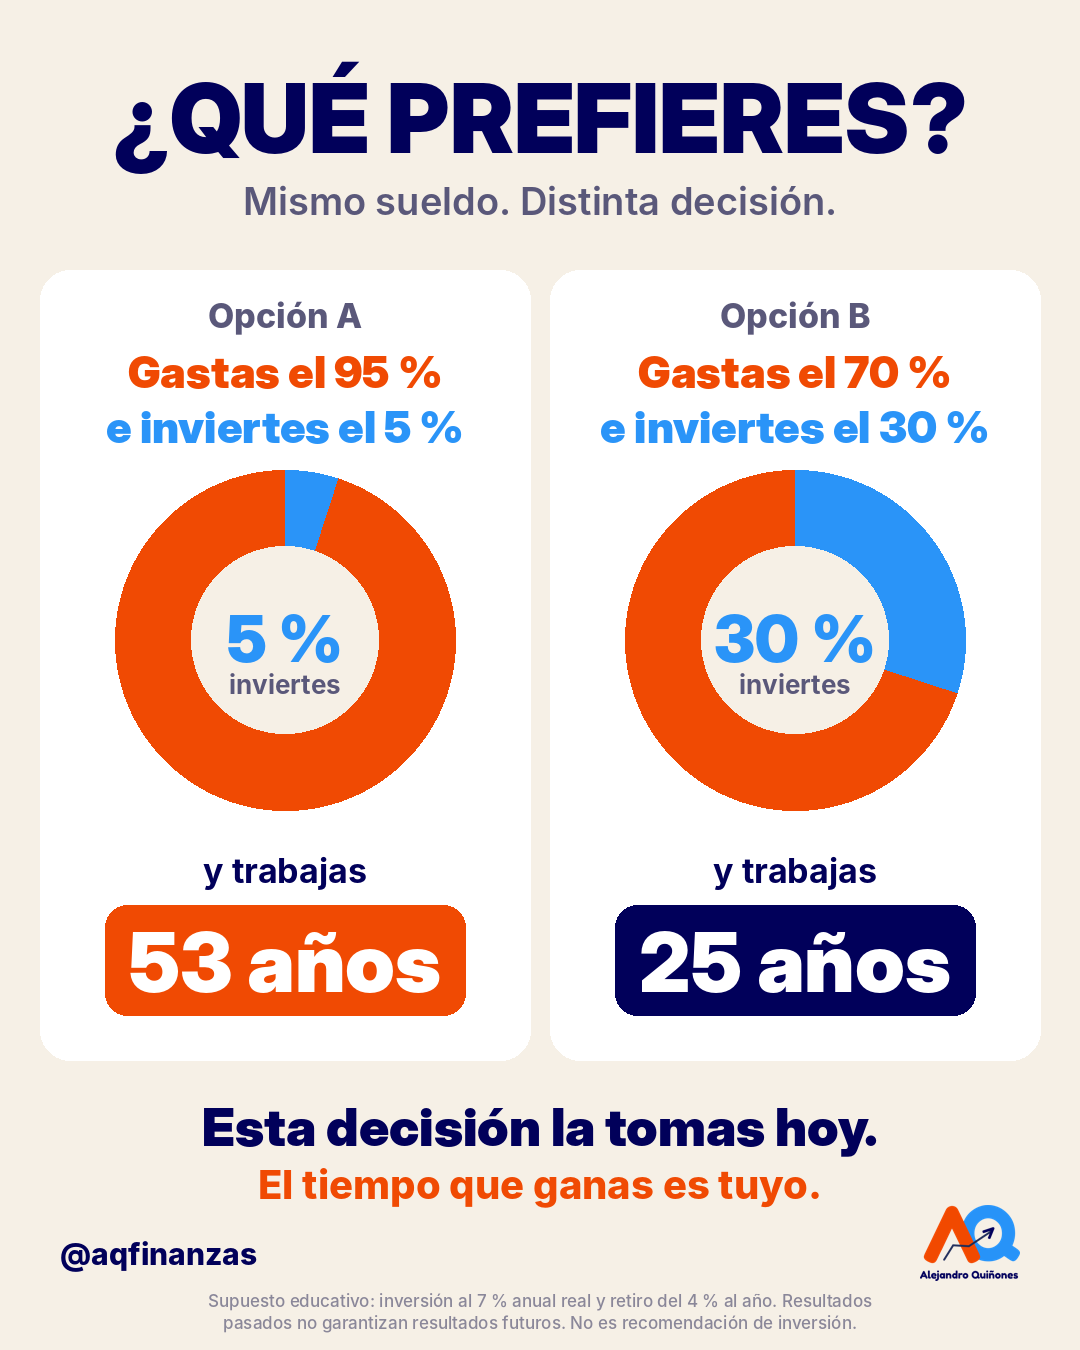 ¿QUÉ PREFIERES?
Mismo sueldo. Distinta decisión.
Opción A
Gastas el 95 %
e inviertes el 5 %
5 %
inviertes
y trabajas
53 años
Opción B
Gastas el 70 %
e inviertes el 30 %
30 %
inviertes
y trabajas
25 años
Esta decisión la tomas hoy.
El tiempo que ganas es tuyo.
@aqfinanzas
AQ
Alejandro Quiñones
Supuesto educativo: inversión al 7 % anual real y retiro del 4 % al año. Resultados
pasados no garantizan resultados futuros. No es recomendación de inversión.